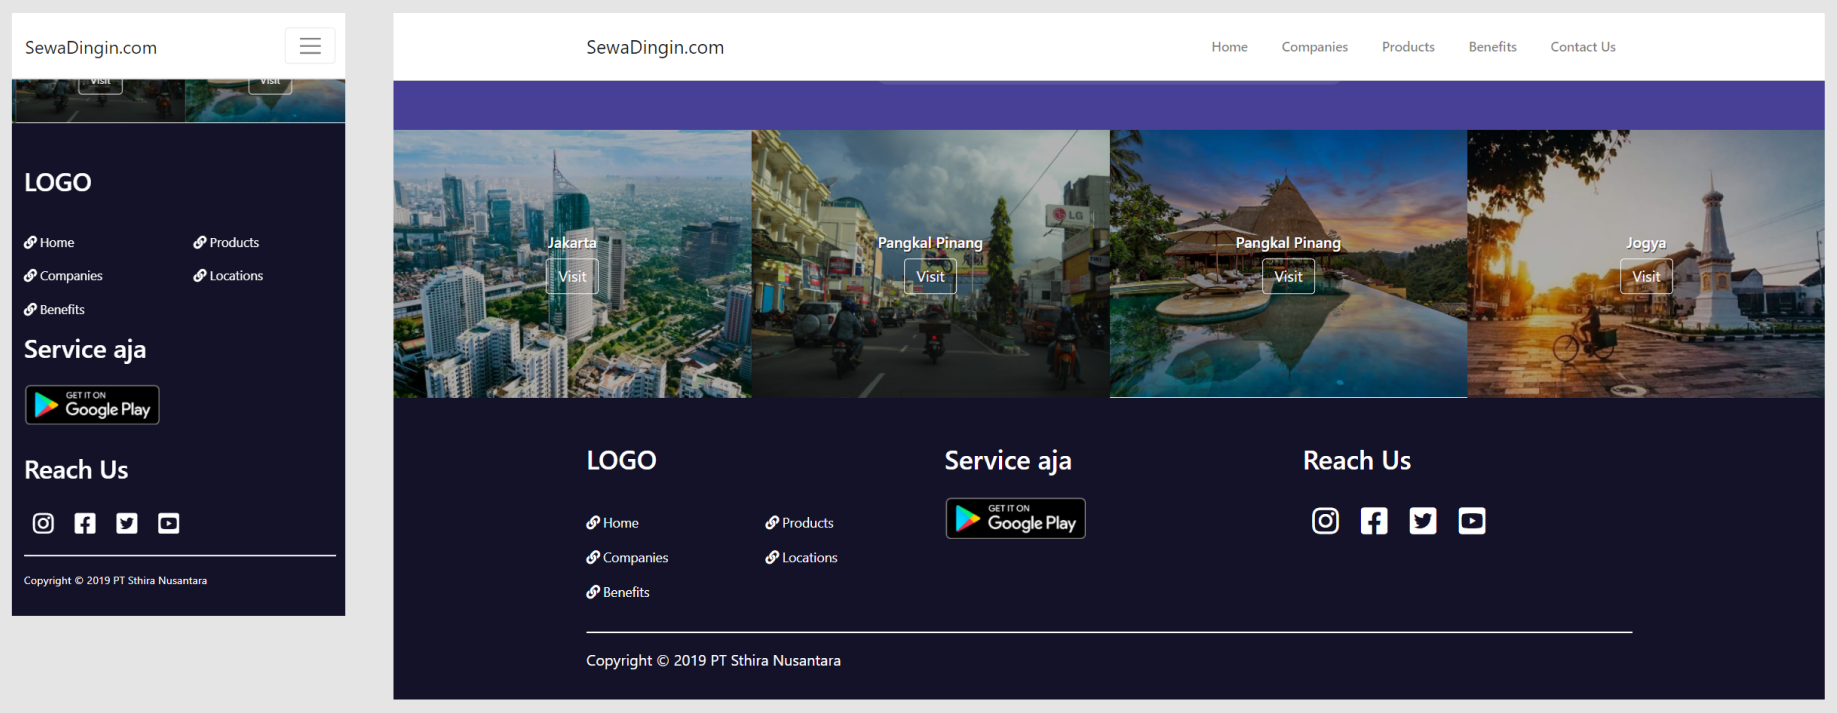 SewaDingin.com
Visit Visit
LOGO
Home Products
Companies Locations
Benefits
Service aja
GET IT ON
Google Play
Reach Us
Copyright © 2019 PT Sthira Nusantara
SewaDingin.com Home Companies Products Benefits Contact Us
Jakarta Pangkal Pinang Pangkal Pinang Jogya
Visit Visit Visit Visit
LG
LOGO Service aja Reach Us
GET IT ON
Google Play
Home Products
Companies Locations
Benefits
Copyright © 2019 PT Sthira Nusantara